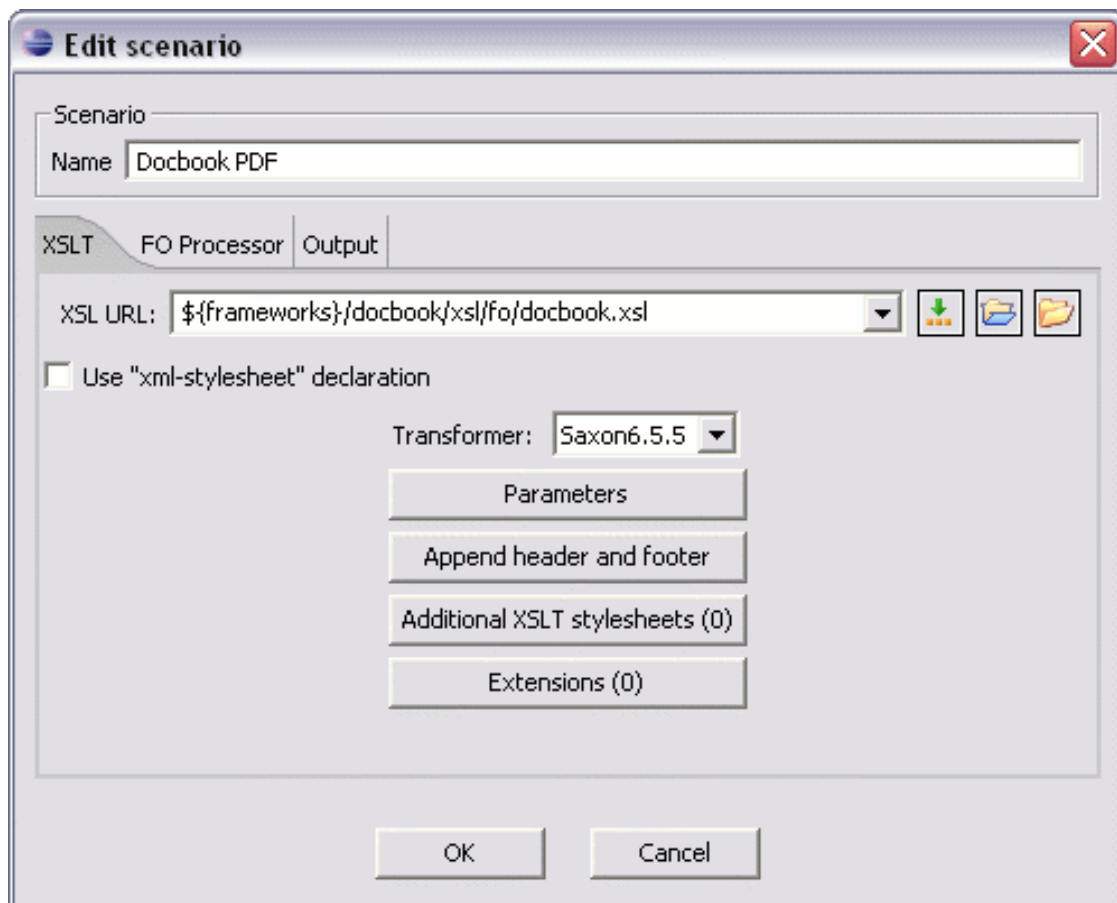 Edit scenario
Scenario
Name Docbook PDF
XSLT FO Processor Output
XSL URL: ${frameworks}/docbook/xsl/fo/docbook.xsl
Use "xml-stylesheet" declaration
Transformer: Saxon6.5.5
Parameters
Append header and footer
Additional XSLT stylesheets (0)
Extensions (0)
OK Cancel